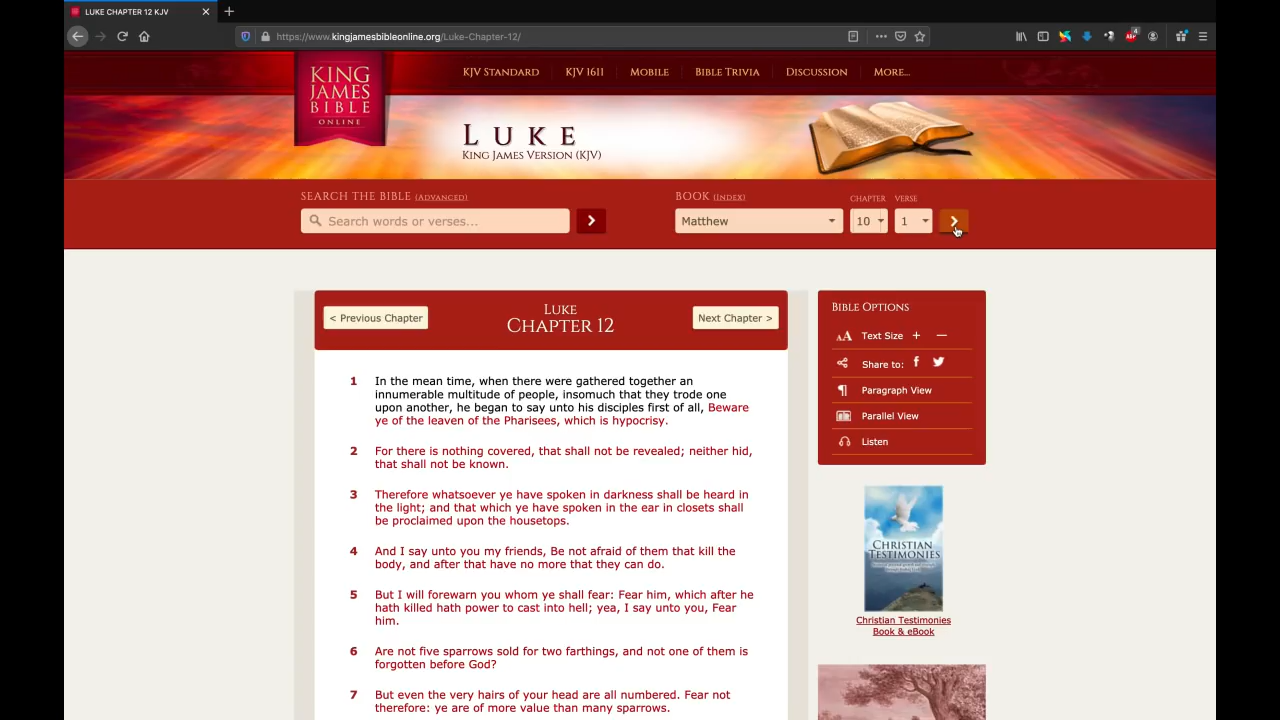 LUKE CHAPTER 12 KJV
https://www.kingjamesbibleonline.org/Luke-Chapter-12/
KING
JAMES
BIBLE
ONLINE
KJV STANDARD
KJV 1611
MOBILE
BIBLE TRIVIA
DISCUSSION
MORE...
LUKE
KING JAMES VERSION (KJV)
SEARCH THE BIBLE (ADVANCED)
Search words or verses...
BOOK (INDEX)
CHAPTER
VERSE
Matthew
10
1
< Previous Chapter
LUKE
CHAPTER 12
Next Chapter >
1 In the mean time, when there were gathered together an
innumerable multitude of people, insomuch that they trode one
upon another, he began to say unto his disciples first of all, Beware
ye of the leaven of the Pharisees, which is hypocrisy.
2 For there is nothing covered, that shall not be revealed; neither hid,
that shall not be known.
3 Therefore whatsoever ye have spoken in darkness shall be heard in
the light; and that which ye have spoken in the ear in closets shall
be proclaimed upon the housetops.
4 And I say unto you my friends, Be not afraid of them that kill the
body, and after that have no more that they can do.
5 But I will forewarn you whom ye shall fear: Fear him, which after he
hath killed hath power to cast into hell; yea, I say unto you, Fear
him.
6 Are not five sparrows sold for two farthings, and not one of them is
forgotten before God?
7 But even the very hairs of your head are all numbered. Fear not
therefore: ye are of more value than many sparrows.
BIBLE OPTIONS
AA Text Size + —
Share to:
Paragraph View
Parallel View
Listen
CHRISTIAN
TESTIMONIES
Christian Testimonies
Book & eBook